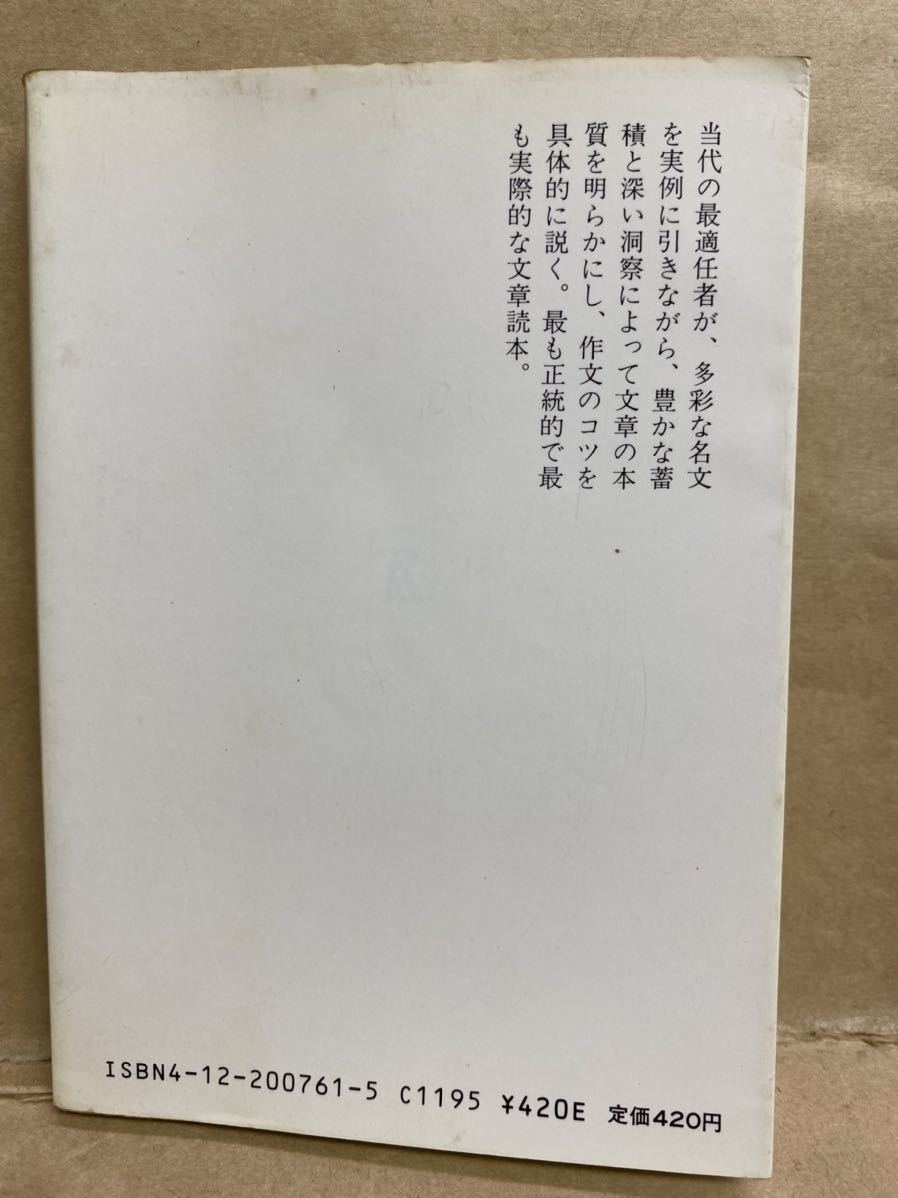 当代の最適任者が、多彩な名文
を実例に引きながら、豊かな蓄
積と深い洞察によって文章の本
質を明らかにし、作文のコツを
具体的に説く。最も正統的で最
も実際的な文章読本。
ISBN4-12-200761-5 C1195 ¥420E 定価420円